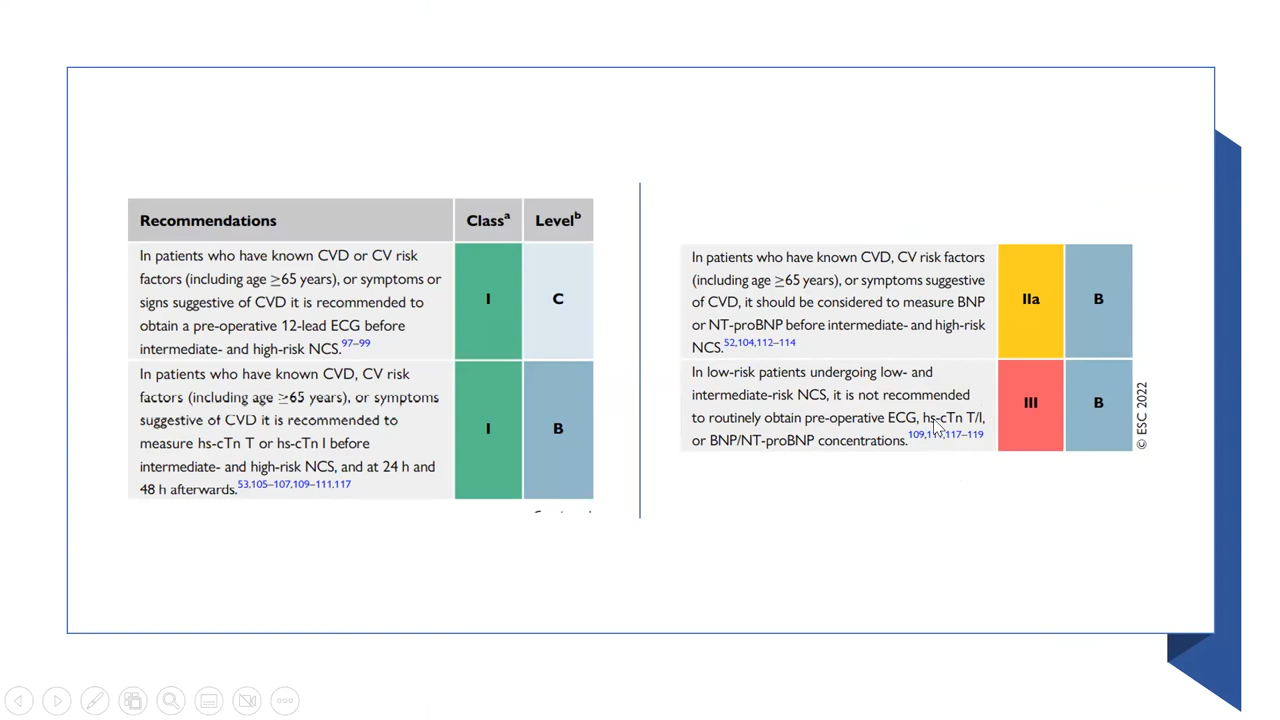 Recommendations Classᵃ Levelᵇ
In patients who have known CVD or CV risk
factors (including age ≥65 years), or symptoms or
signs suggestive of CVD it is recommended to
obtain a pre-operative 12-lead ECG before
intermediate- and high-risk NCS.97–99
I C
In patients who have known CVD, CV risk
factors (including age ≥65 years), or symptoms
suggestive of CVD it is recommended to
measure hs-cTn T or hs-cTn I before
intermediate- and high-risk NCS, and at 24 h and
48 h afterwards.53,105–107,109–111,117
I B
In patients who have known CVD, CV risk factors
(including age ≥65 years), or symptoms suggestive
of CVD, it should be considered to measure BNP
or NT-proBNP before intermediate- and high-risk
NCS.52,104,112–114
IIa B
In low-risk patients undergoing low- and
intermediate-risk NCS, it is not recommended
to routinely obtain pre-operative ECG, hs-cTn T/I,
or BNP/NT-proBNP concentrations.109, 117–119
III B
© ESC 2022